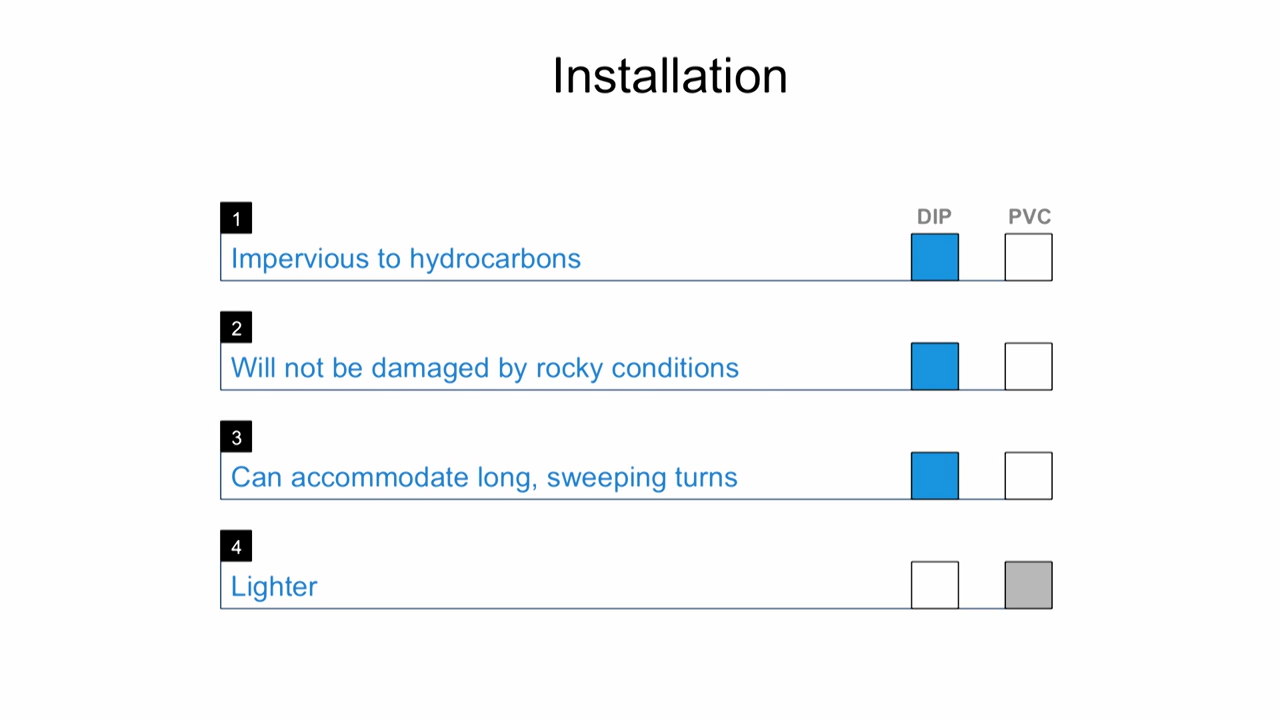 Installation
1
DIP PVC
Impervious to hydrocarbons
2
Will not be damaged by rocky conditions
3
Can accommodate long, sweeping turns
4
Lighter